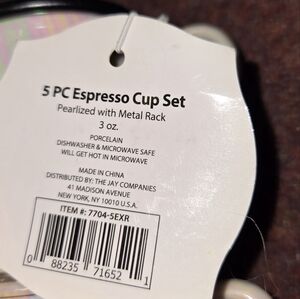 5 PC Espresso Cup Set
Pearlized with Metal Rack
3 oz.
PORCELAIN
DISHWASHER & MICROWAVE SAFE
WILL GET HOT IN MICROWAVE
MADE IN CHINA
DISTRIBUTED BY: THE JAY COMPANIES
41 MADISON AVENUE
NEW YORK, NY 10010 U.S.A.
ITEM #: 7704-5EXR
0 88235 71652 1